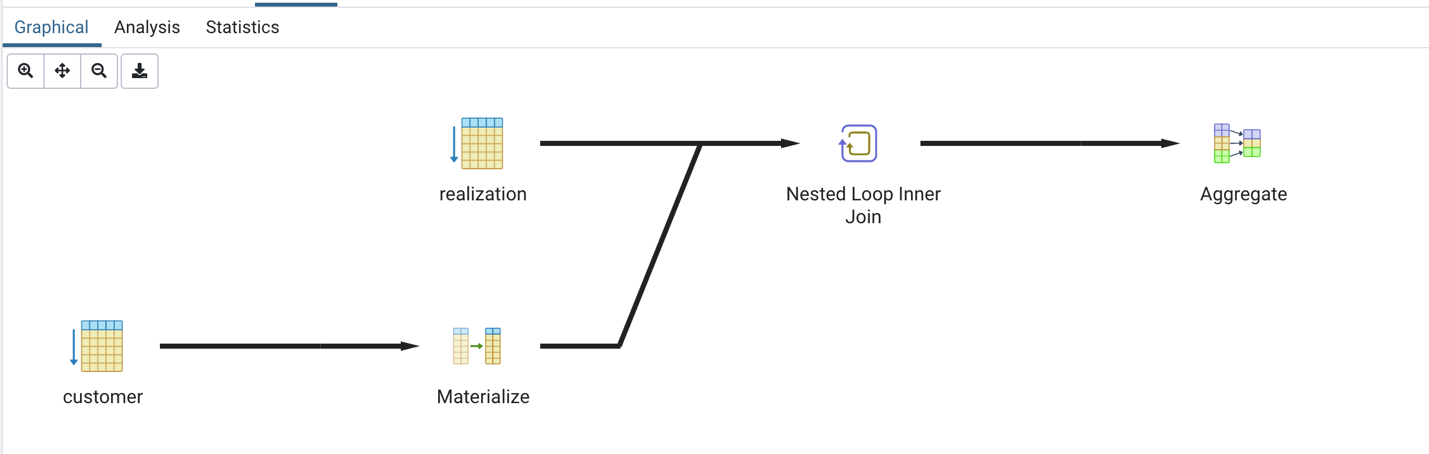 Graphical Analysis Statistics
realization
Nested Loop Inner
Join
Aggregate
customer
Materialize